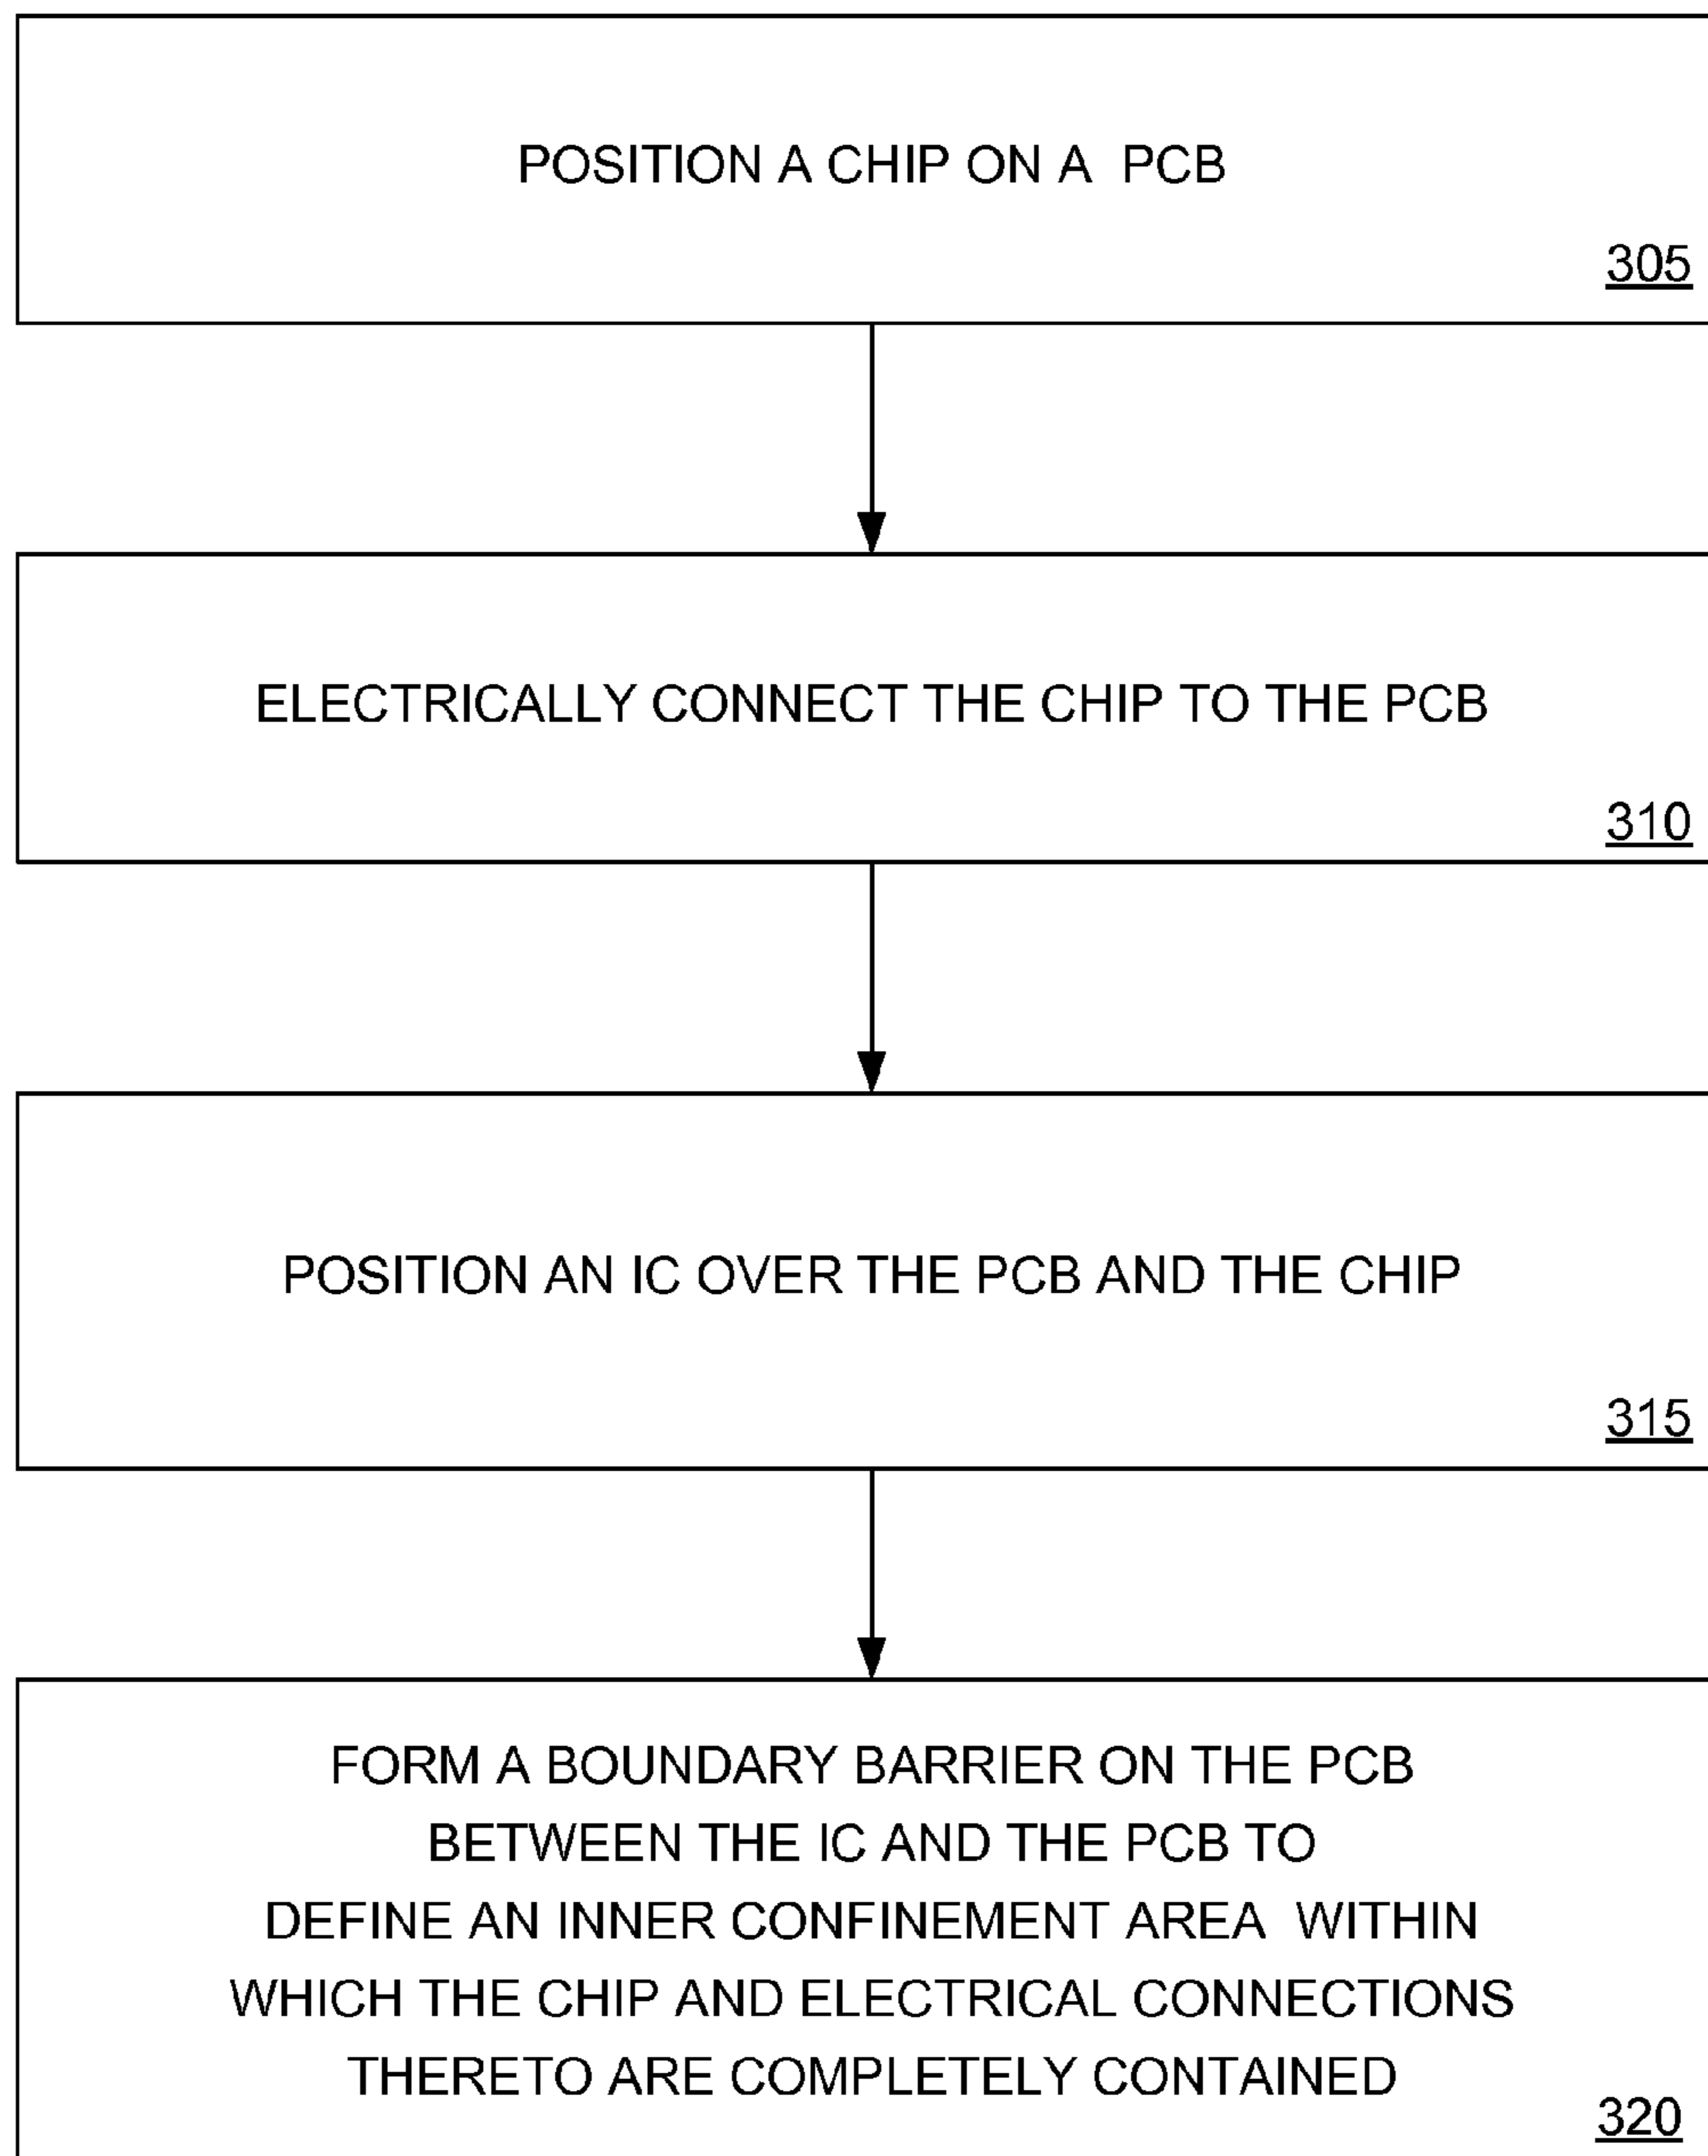 POSITION A CHIP ON A PCB
305
ELECTRICALLY CONNECT THE CHIP TO THE PCB
310
POSITION AN IC OVER THE PCB AND THE CHIP
315
FORM A BOUNDARY BARRIER ON THE PCB
BETWEEN THE IC AND THE PCB TO
DEFINE AN INNER CONFINEMENT AREA WITHIN
WHICH THE CHIP AND ELECTRICAL CONNECTIONS
THERETO ARE COMPLETELY CONTAINED
320